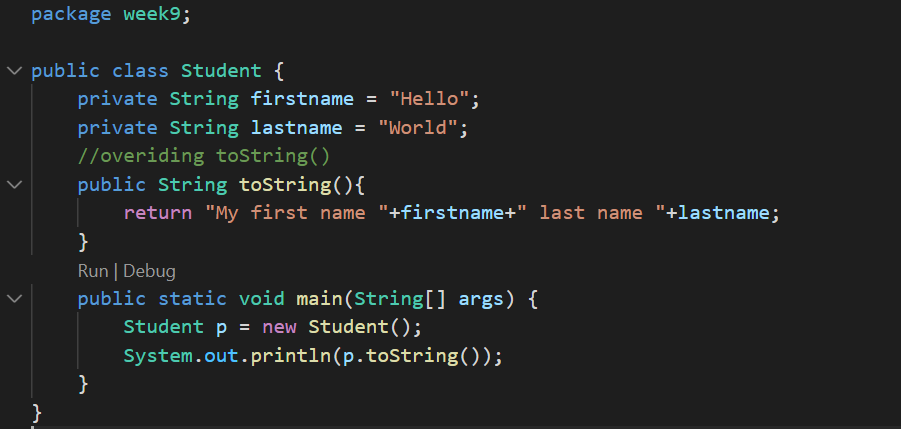 package week9;
public class Student {
    private String firstname = "Hello";
    private String lastname = "World";
    //overiding toString()
    public String toString(){
        return "My first name "+firstname+" last name "+lastname;
    }
    Run | Debug
    public static void main(String[] args) {
        Student p = new Student();
        System.out.println(p.toString());
    }
}